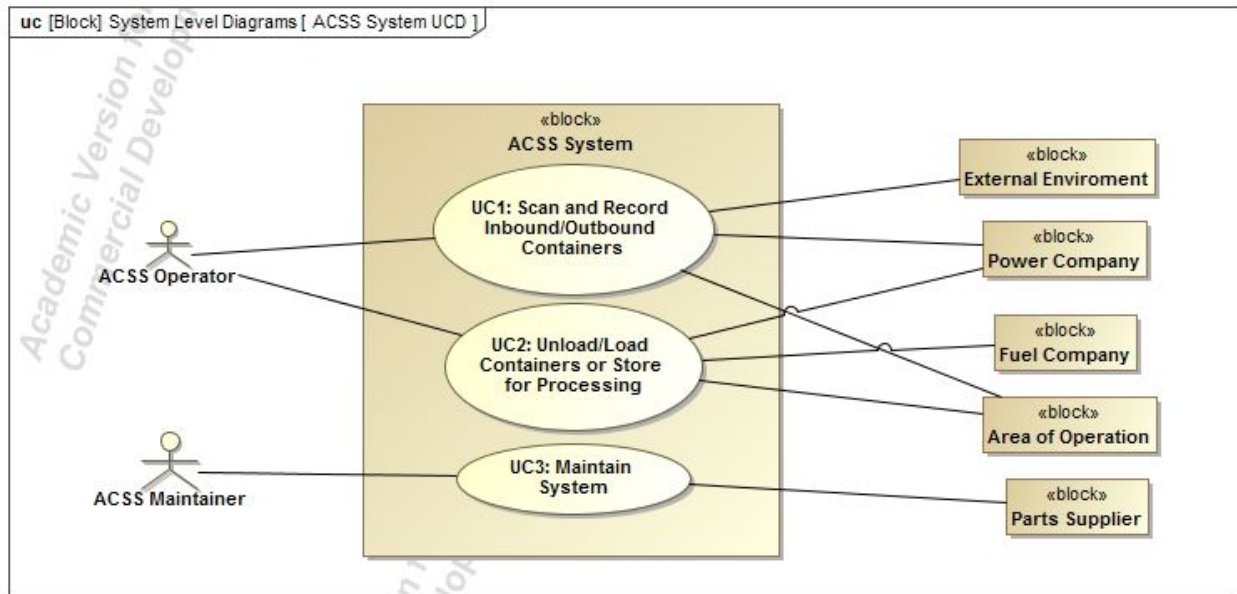 uc [Block] System Level Diagrams [ ACSS System UCD ]
Academic Version for
Commercial Develop
«block»
ACSS System
UC1: Scan and Record
Inbound/Outbound
Containers
UC2: Unload/Load
Containers or Store
for Processing
UC3: Maintain
System
ACSS Operator
ACSS Maintainer
«block»
External Enviroment
«block»
Power Company
«block»
Fuel Company
«block»
Area of Operation
«block»
Parts Supplier